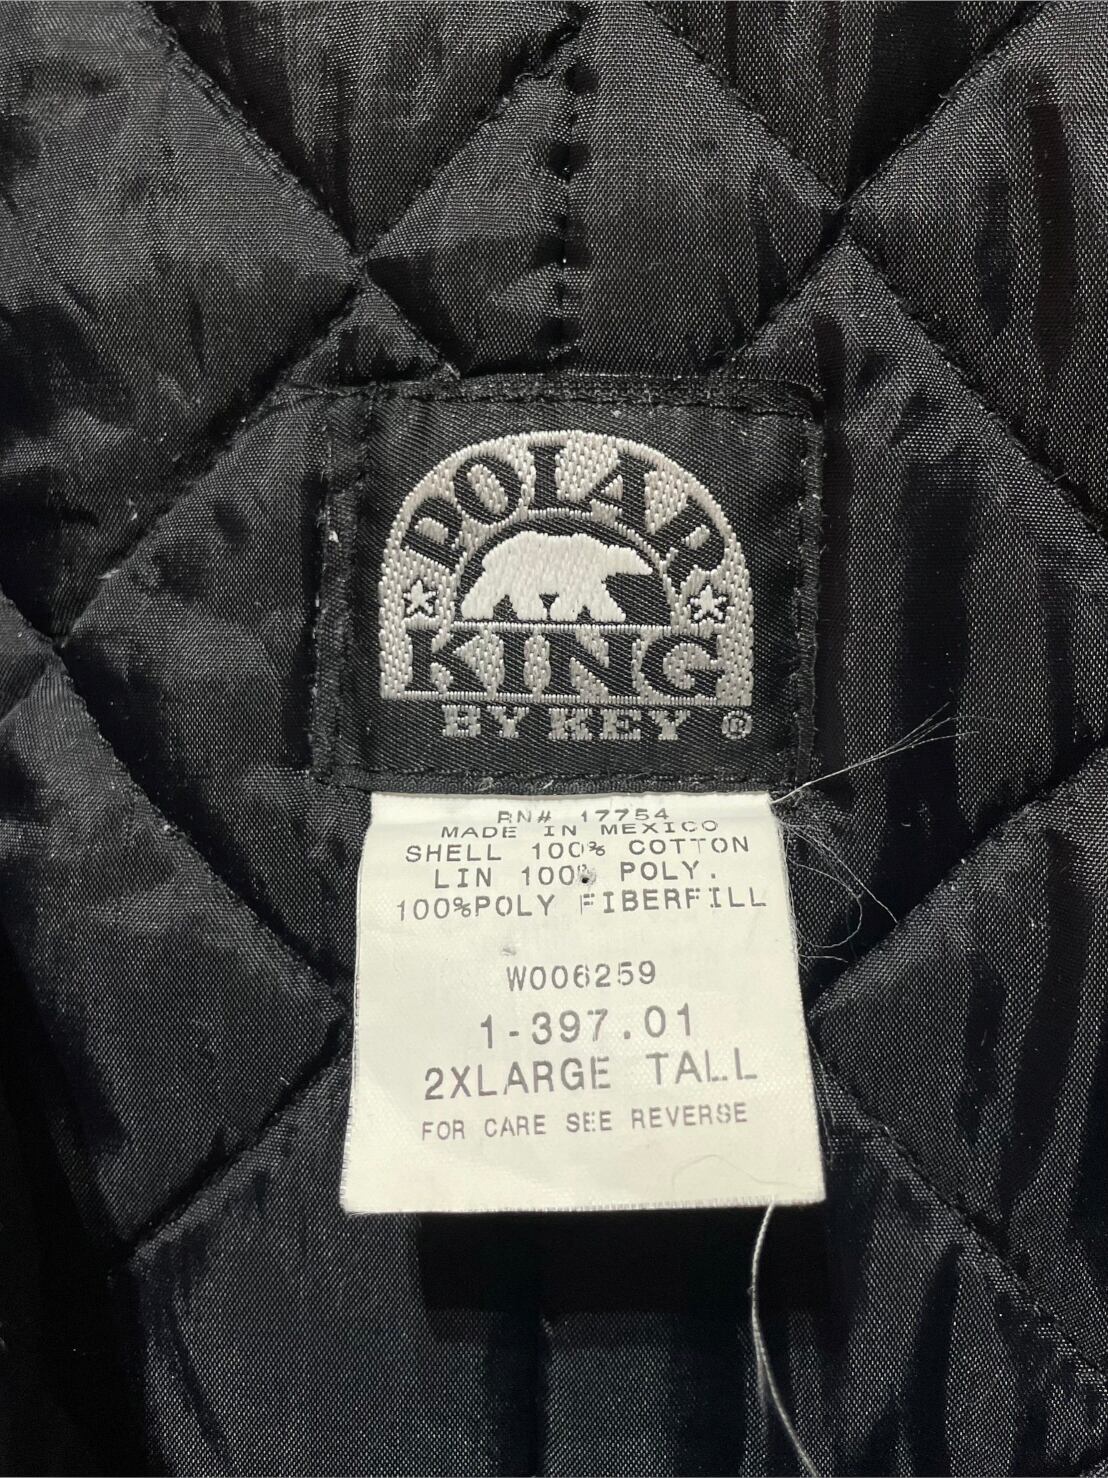 POLAR
KING
BY KEY ®
RN# 17754
MADE IN MEXICO
SHELL 100% COTTON
LIN 100% POLY.
100%POLY FIBERFILL
W006259
1-397.01
2XLARGE TALL
FOR CARE SEE REVERSE